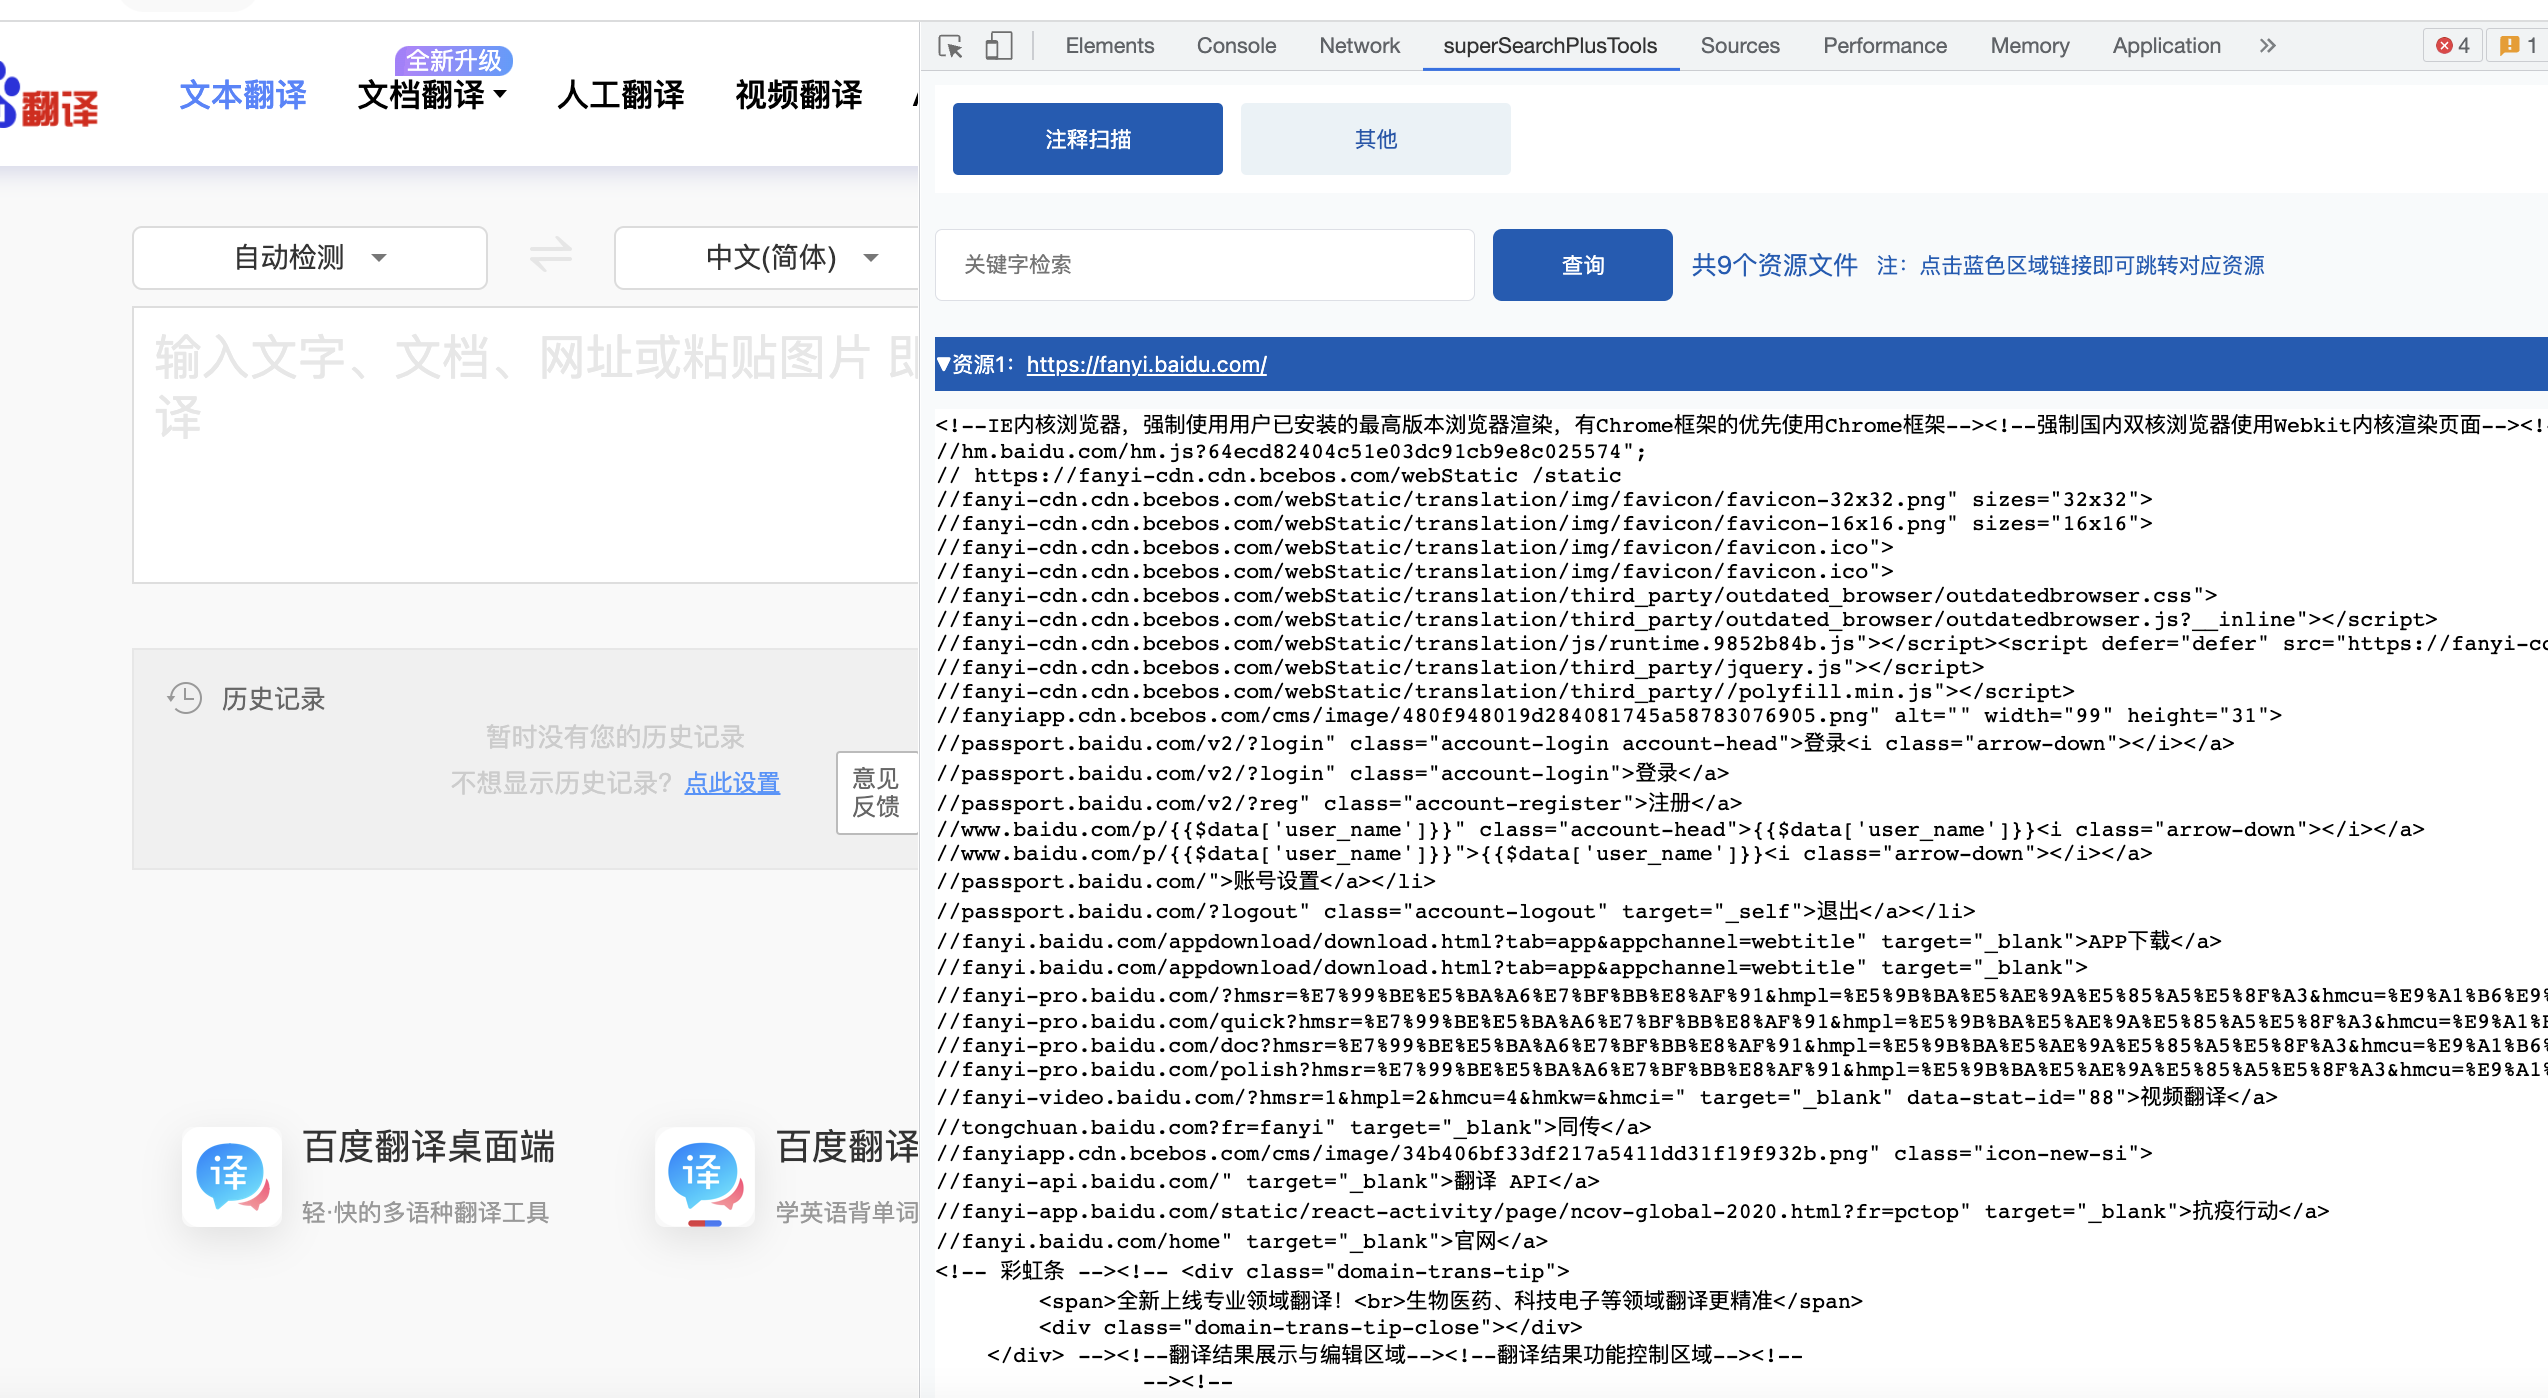 翻译
文本翻译
全新升级
文档翻译
人工翻译
视频翻译
自动检测
中文(简体)
输入文字、文档、网址或粘贴图片 即
译
历史记录
暂时没有您的历史记录
不想显示历史记录？ 点此设置
意见
反馈
译
百度翻译桌面端
轻·快的多语种翻译工具
译
百度翻译
学英语背单词
Elements Console Network superSearchPlusTools Sources Performance Memory Application » 4 1
注释扫描 其他
关键字检索 查询 共9个资源文件 注：点击蓝色区域链接即可跳转对应资源
▼资源1：https://fanyi.baidu.com/
<!--IE内核浏览器，强制使用用户已安装的最高版本浏览器渲染，有Chrome框架的优先使用Chrome框架--><!--强制国内双核浏览器使用Webkit内核渲染页面--><!
//hm.baidu.com/hm.js?64ecd82404c51e03dc91cb9e8c025574";
// https://fanyi-cdn.cdn.bcebos.com/webStatic /static
//fanyi-cdn.cdn.bcebos.com/webStatic/translation/img/favicon/favicon-32x32.png" sizes="32x32">
//fanyi-cdn.cdn.bcebos.com/webStatic/translation/img/favicon/favicon-16x16.png" sizes="16x16">
//fanyi-cdn.cdn.bcebos.com/webStatic/translation/img/favicon/favicon.ico">
//fanyi-cdn.cdn.bcebos.com/webStatic/translation/img/favicon/favicon.ico">
//fanyi-cdn.cdn.bcebos.com/webStatic/translation/third_party/outdated_browser/outdatedbrowser.css">
//fanyi-cdn.cdn.bcebos.com/webStatic/translation/third_party/outdated_browser/outdatedbrowser.js?__inline"></script>
//fanyi-cdn.cdn.bcebos.com/webStatic/translation/js/runtime.9852b84b.js"></script><script defer="defer" src="https://fanyi-c
//fanyi-cdn.cdn.bcebos.com/webStatic/translation/third_party/jquery.js"></script>
//fanyi-cdn.cdn.bcebos.com/webStatic/translation/third_party//polyfill.min.js"></script>
//fanyiapp.cdn.bcebos.com/cms/image/480f948019d284081745a58783076905.png" alt="" width="99" height="31">
//passport.baidu.com/v2/?login" class="account-login account-head">登录<i class="arrow-down"></i></a>
//passport.baidu.com/v2/?login" class="account-login">登录</a>
//passport.baidu.com/v2/?reg" class="account-register">注册</a>
//www.baidu.com/p/{{$data['user_name']}}" class="account-head">{{$data['user_name']}}<i class="arrow-down"></i></a>
//www.baidu.com/p/{{$data['user_name']}}">{{$data['user_name']}}<i class="arrow-down"></i></a>
//passport.baidu.com/">账号设置</a></li>
//passport.baidu.com/?logout" class="account-logout" target="_self">退出</a></li>
//fanyi.baidu.com/appdownload/download.html?tab=app&appchannel=webtitle" target="_blank">APP下载</a>
//fanyi.baidu.com/appdownload/download.html?tab=app&appchannel=webtitle" target="_blank">
//fanyi-pro.baidu.com/?hmsr=%E7%99%BE%E5%BA%A6%E7%BF%BB%E8%AF%91&hmpl=%E5%9B%BA%E5%AE%9A%E5%85%A5%E5%8F%A3&hmcu=%E9%A1%B6%E9%
//fanyi-pro.baidu.com/quick?hmsr=%E7%99%BE%E5%BA%A6%E7%BF%BB%E8%AF%91&hmpl=%E5%9B%BA%E5%AE%9A%E5%85%A5%E5%8F%A3&hmcu=%E9%A1%
//fanyi-pro.baidu.com/doc?hmsr=%E7%99%BE%E5%BA%A6%E7%BF%BB%E8%AF%91&hmpl=%E5%9B%BA%E5%AE%9A%E5%85%A5%E5%8F%A3&hmcu=%E9%A1%B6%
//fanyi-pro.baidu.com/polish?hmsr=%E7%99%BE%E5%BA%A6%E7%BF%BB%E8%AF%91&hmpl=%E5%9B%BA%E5%AE%9A%E5%85%A5%E5%8F%A3&hmcu=%E9%A1%
//fanyi-video.baidu.com/?hmsr=1&hmpl=2&hmcu=4&hmkw=&hmci=" target="_blank" data-stat-id="88">视频翻译</a>
//tongchuan.baidu.com?fr=fanyi" target="_blank">同传</a>
//fanyiapp.cdn.bcebos.com/cms/image/34b406bf33df217a5411dd31f19f932b.png" class="icon-new-si">
//fanyi-api.baidu.com/" target="_blank">翻译 API</a>
//fanyi-app.baidu.com/static/react-activity/page/ncov-global-2020.html?fr=pctop" target="_blank">抗疫行动</a>
//fanyi.baidu.com/home" target="_blank">官网</a>
<!-- 彩虹条 --><!-- <div class="domain-trans-tip">
<span>全新上线专业领域翻译！<br>生物医药、科技电子等领域翻译更精准</span>
<div class="domain-trans-tip-close"></div>
</div> --><!--翻译结果展示与编辑区域--><!--翻译结果功能控制区域--><!--
--><!--